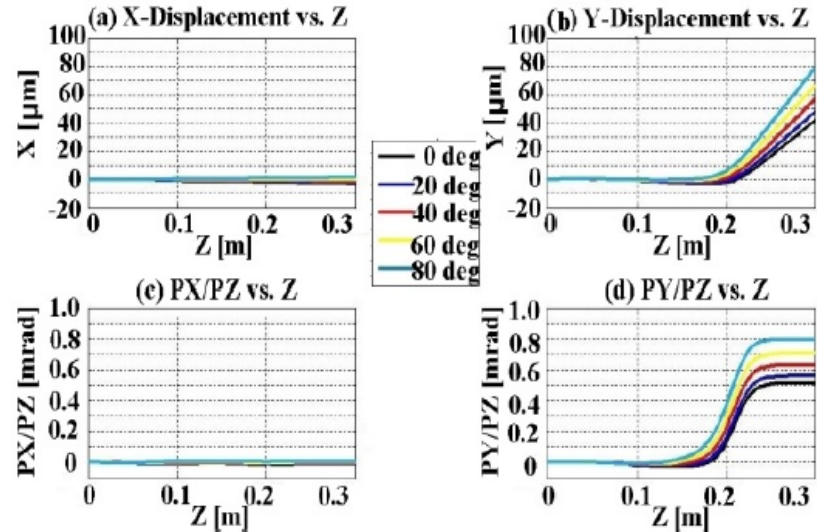 (a) X-Displacement vs. Z
100
80
60
40
20
0
-20
X [µm]
0 0.1 0.2 0.3
Z [m]
(b) Y-Displacement vs. Z
100
80
60
40
20
0
-20
Y [µm]
0 0.1 0.2 0.3
Z [m]
0 deg
20 deg
40 deg
60 deg
80 deg
(c) PX/PZ vs. Z
1.0
0.8
0.6
0.4
0.2
0
PX/PZ [mrad]
0 0.1 0.2 0.3
Z [m]
(d) PY/PZ vs. Z
1.0
0.8
0.6
0.4
0.2
0
PY/PZ [mrad]
0 0.1 0.2 0.3
Z [m]